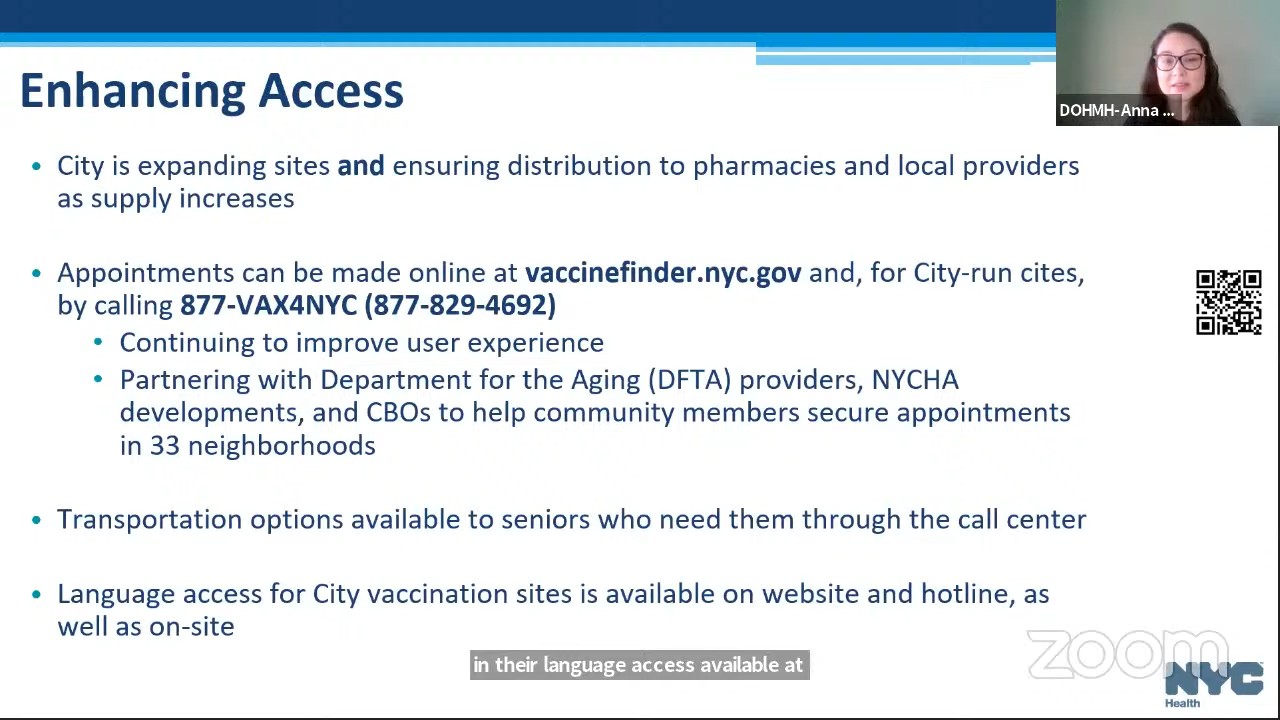 Enhancing Access
DOHMH-Anna ...
• City is expanding sites and ensuring distribution to pharmacies and local providers
as supply increases
• Appointments can be made online at vaccinefinder.nyc.gov and, for City-run cites,
by calling 877-VAX4NYC (877-829-4692)
• Continuing to improve user experience
• Partnering with Department for the Aging (DFTA) providers, NYCHA
developments, and CBOs to help community members secure appointments
in 33 neighborhoods
• Transportation options available to seniors who need them through the call center
• Language access for City vaccination sites is available on website and hotline, as
well as on-site
in their language access available at
zoom
NYC
Health